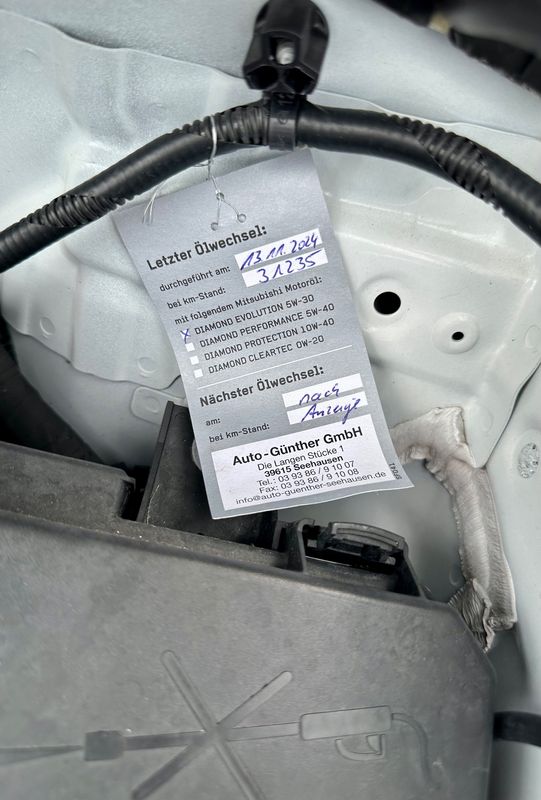 Letzter Ölwechsel:
durchgeführt am: 13.11.2024
bei km-Stand: 31235
mit folgendem Mitsubishi Motoröl:
X DIAMOND EVOLUTION 5W-30
DIAMOND PERFORMANCE 5W-40
DIAMOND PROTECTION 10W-40
DIAMOND CLEARTEC 0W-20
Nächster Ölwechsel:
am: nach
bei km-Stand: Anzeige
Auto-Günther GmbH
Die Langen Stücke 1
39615 Seehausen
Tel.: 03 93 86 / 9 10 07
Fax: 03 93 86 / 9 10 08
info@auto-guenther-seehausen.de